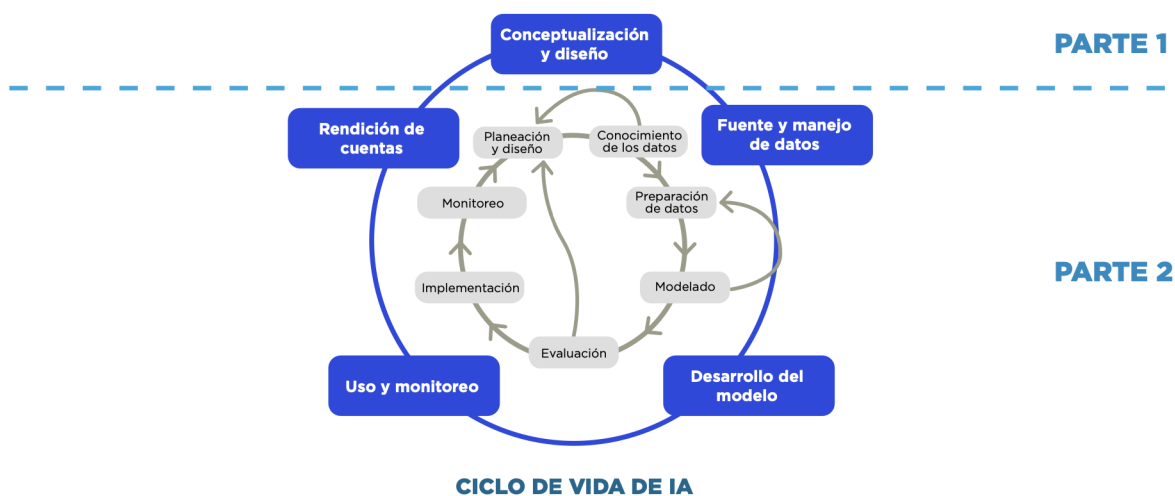 Conceptualización
y diseño
PARTE 1
Rendición de
cuentas
Fuente y manejo
de datos
Planeación
y diseño
Conocimiento
de los datos
Monitoreo
Preparación
de datos
PARTE 2
Implementación
Modelado
Evaluación
Uso y monitoreo
Desarrollo del
modelo
CICLO DE VIDA DE IA